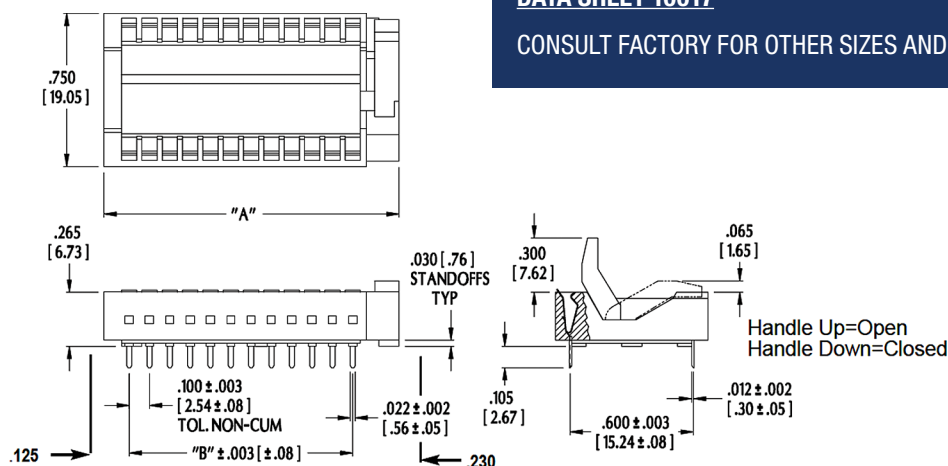 DATA SHEET 10017
CONSULT FACTORY FOR OTHER SIZES AND
.750
[19.05]
"A"
.265
[6.73]
.030 [.76]
STANDOFFS
TYP
.300
[7.62]
.065
[1.65]
Handle Up=Open
Handle Down=Closed
.100±.003
[2.54±.08]
TOL. NON-CUM
.022±.002
[.56±.05]
.105
[2.67]
.012±.002
[.30±.05]
.600±.003
[15.24±.08]
.125
"B"±.003[±.08]
.230